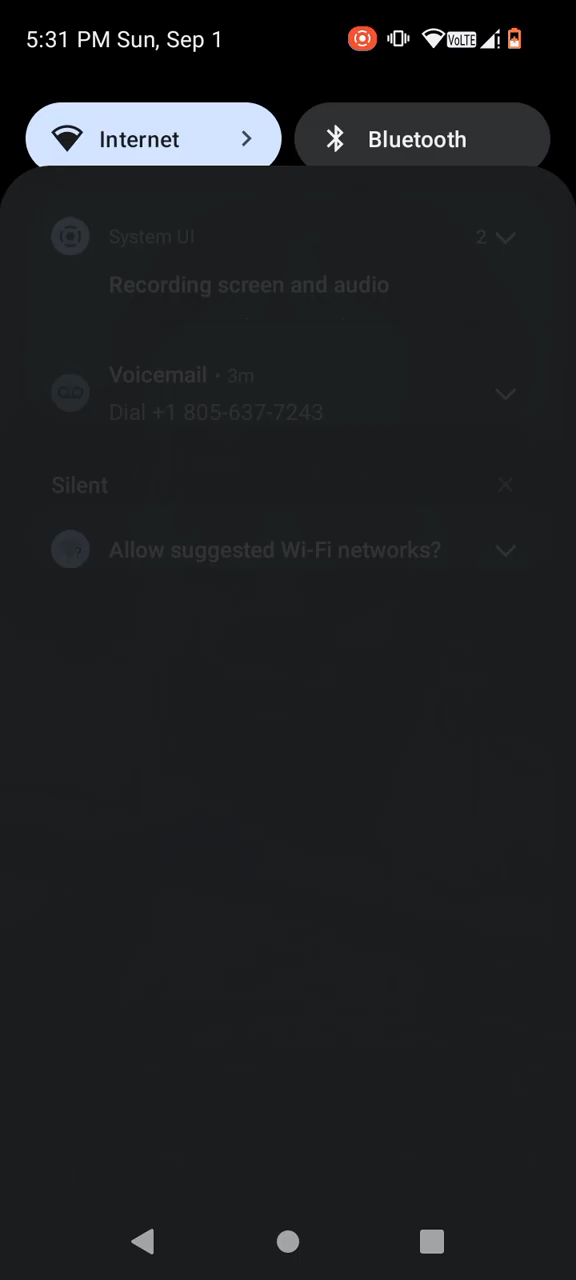 5:31 PM Sun, Sep 1 VoLTE
Internet Bluetooth
System UI 2
Recording screen and audio
Voicemail · 3m
Dial +1 805-637-7243
Silent
Allow suggested Wi-Fi networks?